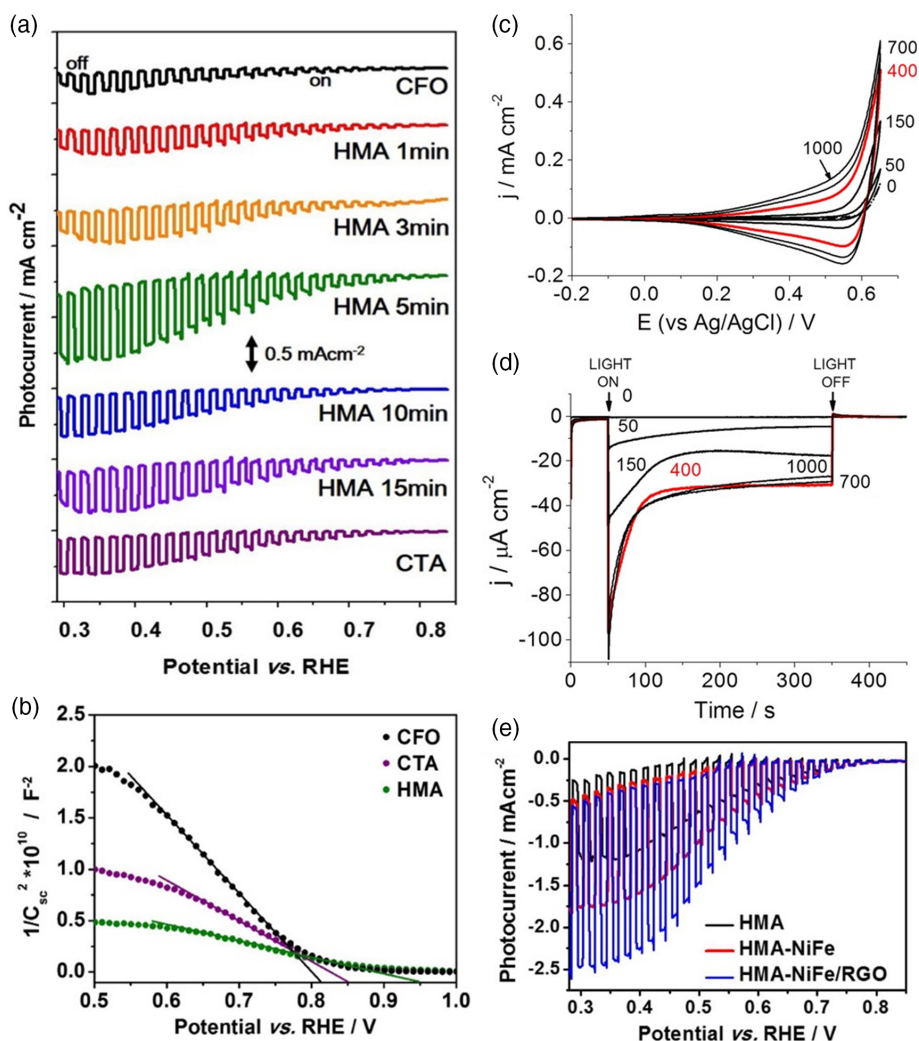 (a)
off
on
CFO
HMA 1min
HMA 3min
HMA 5min
0.5 mAcm-2
HMA 10min
HMA 15min
CTA
Photocurrent / mA cm-2
0.3 0.4 0.5 0.6 0.7 0.8
Potential vs. RHE
(b)
2.5
2.0
1.5
1.0
0.5
0.0
1/Csc2 *1010 / F-2
CFO
CTA
HMA
0.5 0.6 0.7 0.8 0.9 1.0
Potential vs. RHE / V
(c)
0.6
0.4
0.2
0.0
-0.2
j / mA cm-2
700
400
150
50
0
1000
-0.2 0.0 0.2 0.4 0.6
E (vs Ag/AgCl) / V
(d)
LIGHT
ON
LIGHT
OFF
0
50
150
400
1000
700
0
-20
-40
-60
-80
-100
j / μA cm-2
0 100 200 300 400
Time / s
(e)
0.0
-0.5
-1.0
-1.5
-2.0
-2.5
Photocurrent / mAcm-2
HMA
HMA-NiFe
HMA-NiFe/RGO
0.3 0.4 0.5 0.6 0.7 0.8
Potential vs. RHE / V